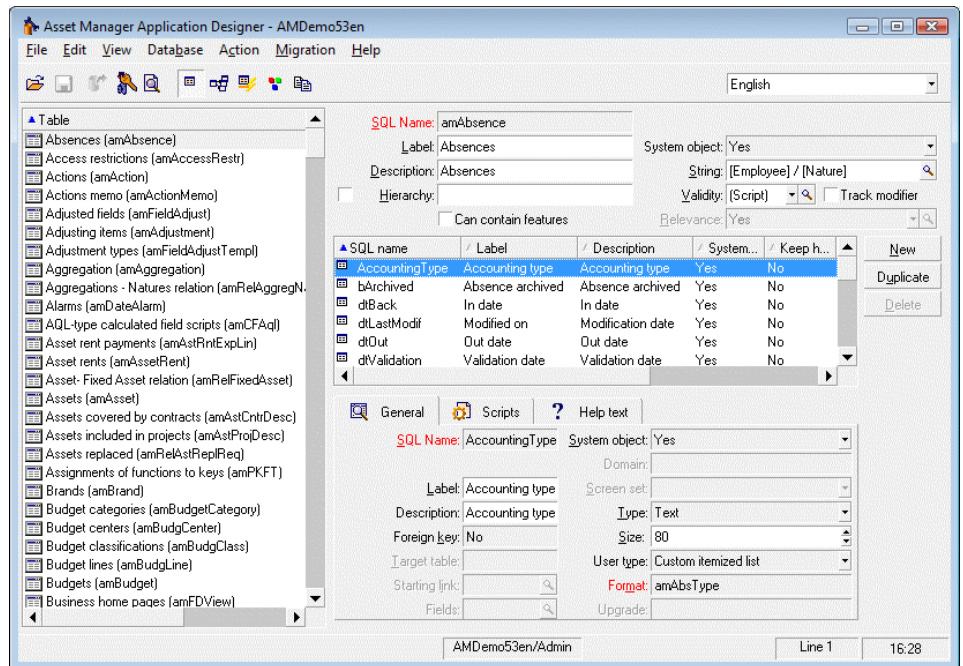 Asset Manager Application Designer - AMDemo53en
File Edit View Database Action Migration Help
English
Table
Absences (amAbsence)
Access restrictions (amAccessRestr)
Actions (amAction)
Actions memo (amActionMemo)
Adjusted fields (amFieldAdjust)
Adjusting items (amAdjustment)
Adjustment types (amFieldAdjustTempl)
Aggregation (amAggregation)
Aggregations - Natures relation (amRelAggregN
Alarms (amDateAlarm)
AQL-type calculated field scripts (amCFAql)
Asset rent payments (amAstRntExpLin)
Asset rents (amAssetRent)
Asset- Fixed Asset relation (amRelFixedAsset)
Assets (amAsset)
Assets covered by contracts (amAstCntrDesc)
Assets included in projects (amAstProjDesc)
Assets replaced (amRelAstReplReq)
Assignments of functions to keys (amPKFT)
Brands (amBrand)
Budget categories (amBudgetCategory)
Budget centers (amBudgCenter)
Budget classifications (amBudgClass)
Budget lines (amBudgLine)
Budgets (amBudget)
Business home pages (amFDView)
SQL Name: amAbsence
Label: Absences System object: Yes
Description: Absences String: [Employee] / [Nature]
Hierarchy: Validity: (Script) Track modifier
Can contain features Relevance: Yes
SQL name Label Description System... Keep h...
AccountingType Accounting type Accounting type Yes No
bArchived Absence archived Absence archived Yes No
dtBack In date In date Yes No
dtLastModif Modified on Modification date Yes No
dtOut Out date Out date Yes No
dtValidation Validation date Validation date Yes No
New
Duplicate
Delete
General Scripts ? Help text
SQL Name: AccountingType System object: Yes
Domain:
Label: Accounting type Screen set:
Description: Accounting type Type: Text
Foreign key: No Size: 80
Target table: User type: Custom itemized list
Starting link: Format: amAbsType
Fields: Upgrade:
AMDemo53en/Admin Line 1 16:28